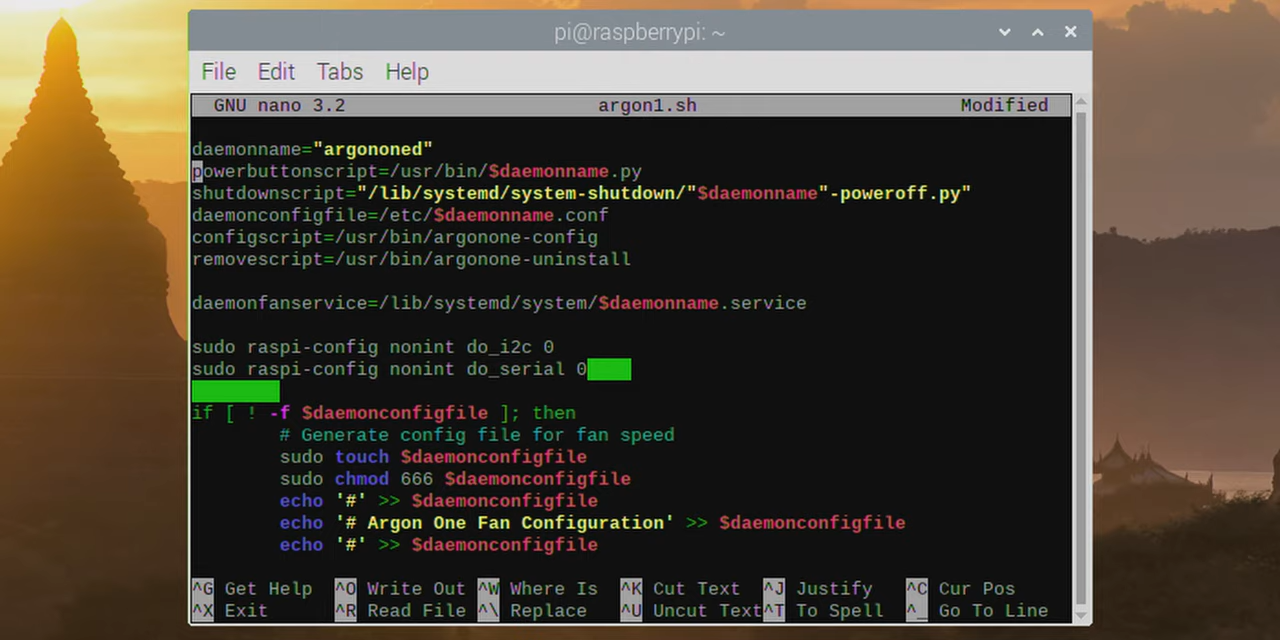 pi@raspberrypi: ~
File Edit Tabs Help
GNU nano 3.2 argon1.sh Modified
daemonname="argononed"
powerbuttonscript=/usr/bin/$daemonname.py
shutdownscript="/lib/systemd/system-shutdown/"$daemonname"-poweroff.py"
daemonconfigfile=/etc/$daemonname.conf
configscript=/usr/bin/argonone-config
removescript=/usr/bin/argonone-uninstall
daemonfanservice=/lib/systemd/system/$daemonname.service
sudo raspi-config nonint do_i2c 0
sudo raspi-config nonint do_serial 0
if [ ! -f $daemonconfigfile ]; then
# Generate config file for fan speed
sudo touch $daemonconfigfile
sudo chmod 666 $daemonconfigfile
echo '#' >> $daemonconfigfile
echo '# Argon One Fan Configuration' >> $daemonconfigfile
echo '#' >> $daemonconfigfile
^G Get Help ^O Write Out ^W Where Is ^K Cut Text ^J Justify ^C Cur Pos
^X Exit ^R Read File ^\ Replace ^U Uncut Text ^T To Spell ^_ Go To Line